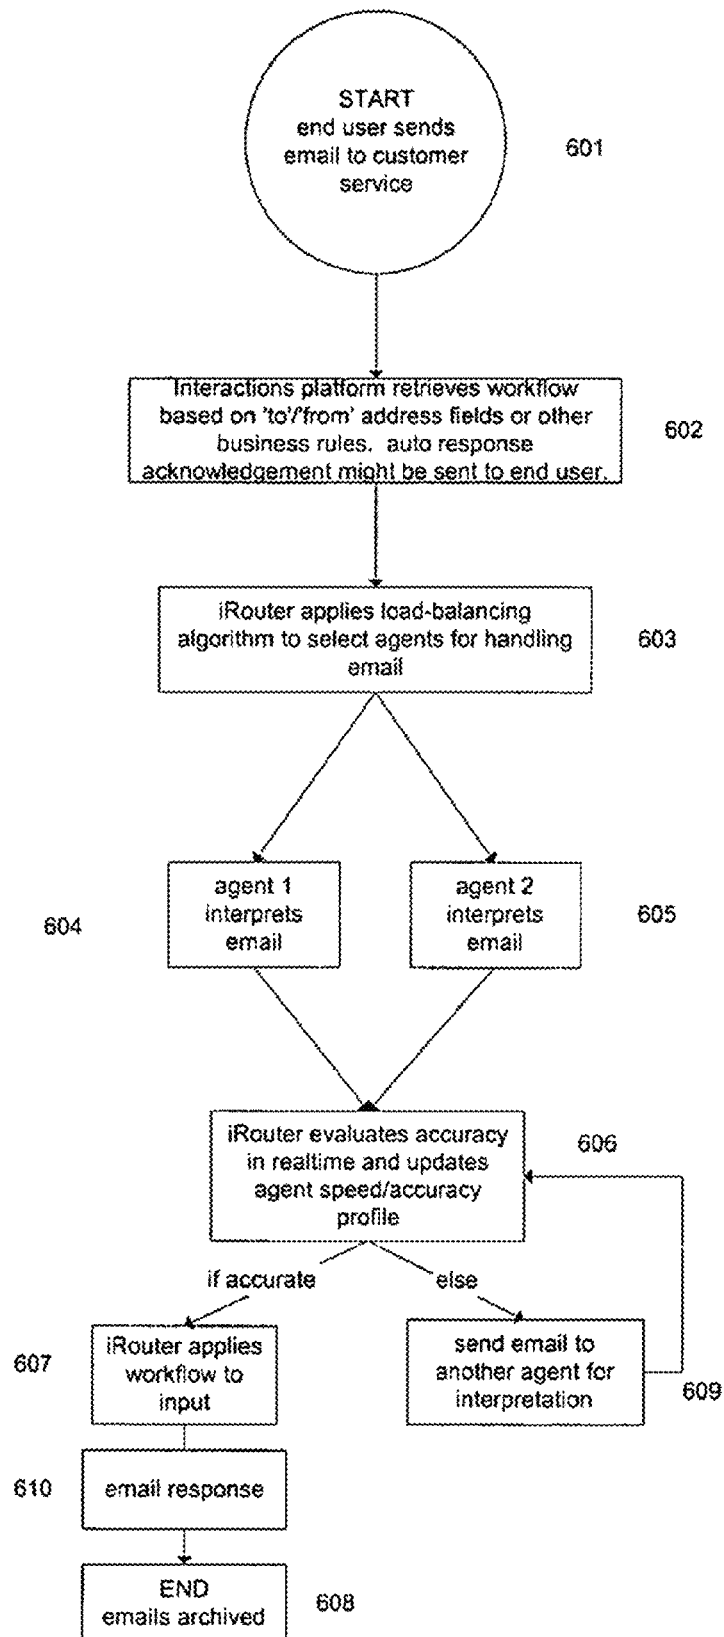 START
end user sends
email to customer
service
601
Interactions platform retrieves workflow
based on 'to'/'from' address fields or other
business rules. auto response
acknowledgement might be sent to end user.
602
iRouter applies load-balancing
algorithm to select agents for handling
email
603
604
agent 1
interprets
email
agent 2
interprets
email
605
iRouter evaluates accuracy
in realtime and updates
agent speed/accuracy
profile
606
if accurate
else
607
iRouter applies
workflow to
input
send email to
another agent for
interpretation
609
610
email response
END
emails archived
608